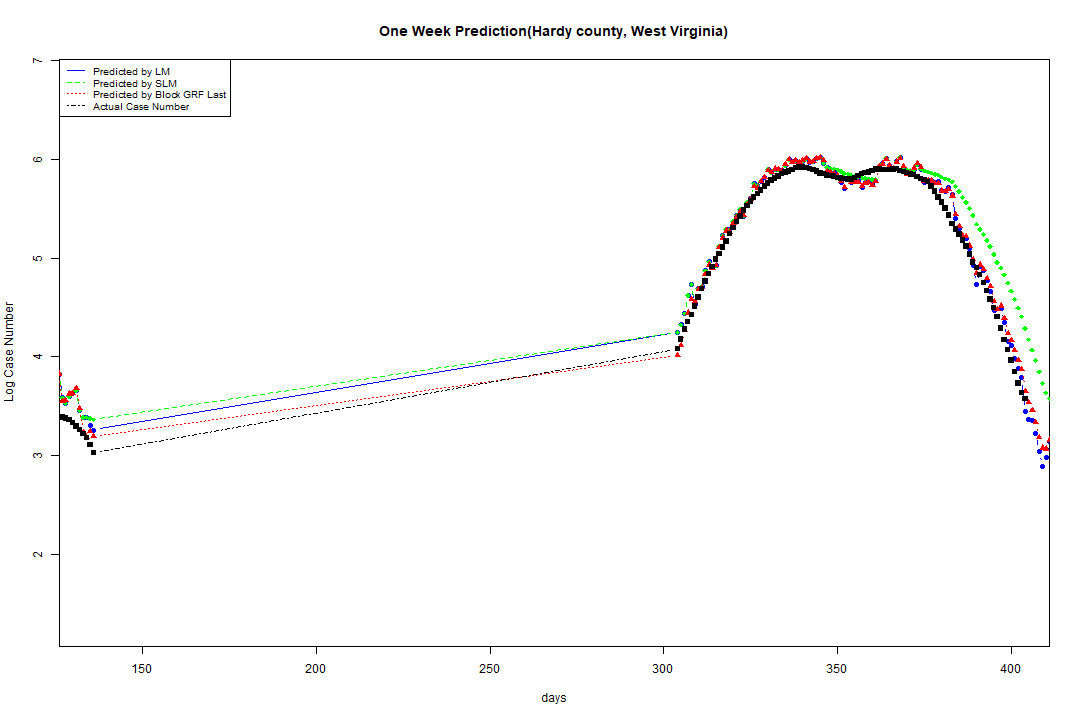 One Week Prediction(Hardy county, West Virginia)
Predicted by LM
Predicted by SLM
Predicted by Block GRF Last
Actual Case Number
7
6
5
4
3
2
Log Case Number
150
200
250
300
350
400
days